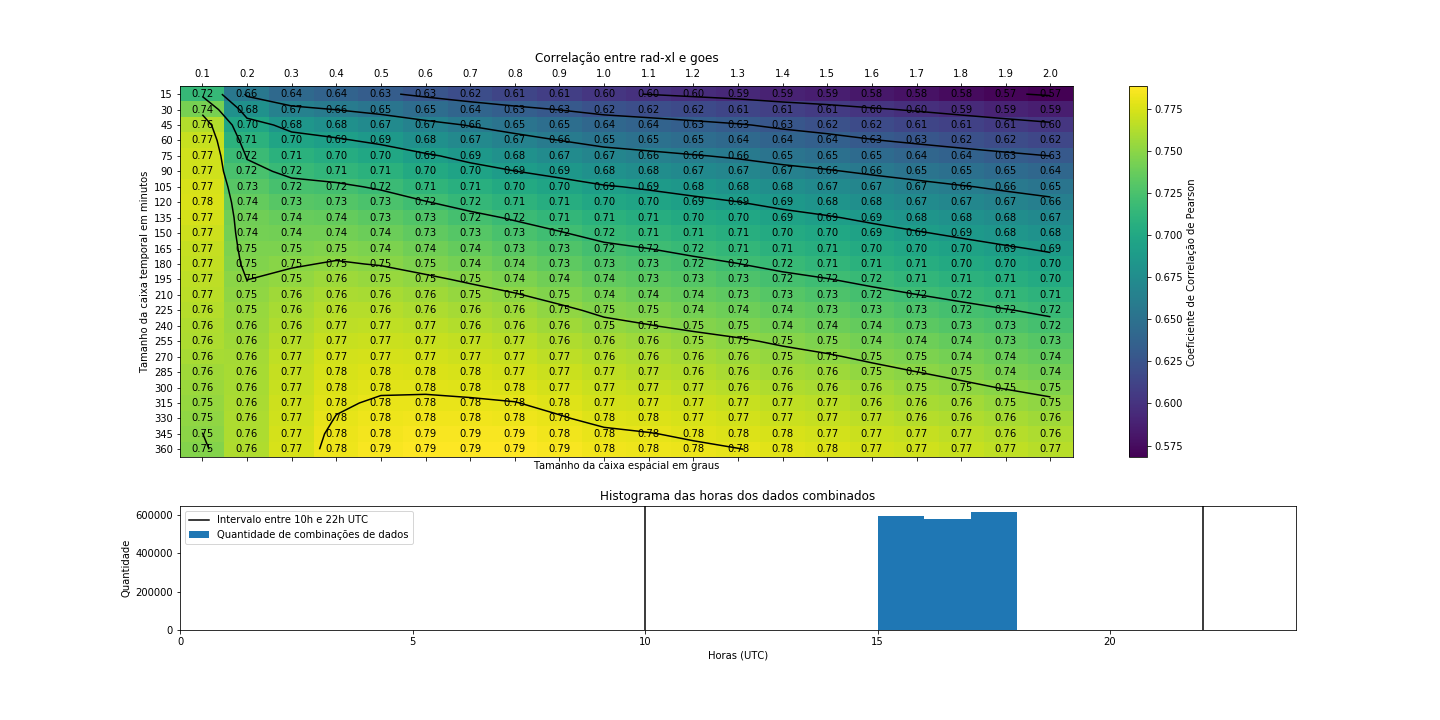 Correlação entre rad-xl e goes
0.1 0.2 0.3 0.4 0.5 0.6 0.7 0.8 0.9 1.0 1.1 1.2 1.3 1.4 1.5 1.6 1.7 1.8 1.9 2.0
15 0.72 0.66 0.64 0.64 0.63 0.63 0.62 0.61 0.61 0.60 0.60 0.60 0.59 0.59 0.59 0.58 0.58 0.58 0.57 0.57
30 0.74 0.68 0.67 0.66 0.65 0.65 0.64 0.63 0.63 0.62 0.62 0.62 0.61 0.61 0.61 0.60 0.60 0.59 0.59 0.59
45 0.76 0.70 0.68 0.68 0.67 0.67 0.66 0.65 0.65 0.64 0.64 0.63 0.63 0.63 0.62 0.62 0.61 0.61 0.61 0.60
60 0.77 0.71 0.70 0.69 0.69 0.68 0.67 0.67 0.66 0.65 0.65 0.65 0.64 0.64 0.64 0.63 0.63 0.62 0.62 0.62
75 0.77 0.72 0.71 0.70 0.70 0.69 0.69 0.68 0.67 0.67 0.66 0.66 0.66 0.65 0.65 0.65 0.64 0.64 0.63 0.63
90 0.77 0.72 0.72 0.71 0.71 0.70 0.70 0.69 0.69 0.68 0.68 0.67 0.67 0.67 0.66 0.66 0.65 0.65 0.65 0.64
105 0.77 0.73 0.72 0.72 0.72 0.71 0.71 0.70 0.70 0.69 0.69 0.68 0.68 0.68 0.67 0.67 0.67 0.66 0.66 0.65
120 0.78 0.74 0.73 0.73 0.73 0.72 0.72 0.71 0.71 0.70 0.70 0.69 0.69 0.69 0.68 0.68 0.67 0.67 0.67 0.66
135 0.77 0.74 0.74 0.74 0.73 0.73 0.72 0.72 0.71 0.71 0.71 0.70 0.70 0.69 0.69 0.69 0.68 0.68 0.68 0.67
150 0.77 0.74 0.74 0.74 0.74 0.73 0.73 0.73 0.72 0.72 0.71 0.71 0.71 0.70 0.70 0.69 0.69 0.69 0.68 0.68
165 0.77 0.75 0.75 0.75 0.74 0.74 0.74 0.73 0.73 0.72 0.72 0.72 0.71 0.71 0.71 0.70 0.70 0.70 0.69 0.69
180 0.77 0.75 0.75 0.75 0.75 0.75 0.74 0.74 0.73 0.73 0.73 0.72 0.72 0.72 0.71 0.71 0.71 0.70 0.70 0.70
195 0.77 0.75 0.75 0.76 0.75 0.75 0.75 0.74 0.74 0.74 0.73 0.73 0.73 0.72 0.72 0.72 0.71 0.71 0.71 0.70
210 0.77 0.75 0.76 0.76 0.76 0.75 0.75 0.75 0.75 0.74 0.74 0.74 0.73 0.73 0.73 0.72 0.72 0.72 0.71 0.71
225 0.76 0.75 0.76 0.76 0.76 0.76 0.76 0.75 0.75 0.75 0.75 0.74 0.74 0.74 0.73 0.73 0.73 0.72 0.72 0.72
240 0.76 0.76 0.76 0.77 0.77 0.76 0.76 0.76 0.76 0.75 0.75 0.75 0.75 0.74 0.74 0.74 0.73 0.73 0.73 0.72
255 0.76 0.76 0.77 0.77 0.77 0.77 0.77 0.76 0.76 0.76 0.76 0.75 0.75 0.75 0.75 0.74 0.74 0.74 0.73 0.73
270 0.76 0.76 0.77 0.77 0.77 0.77 0.77 0.77 0.77 0.76 0.76 0.76 0.76 0.75 0.75 0.75 0.75 0.74 0.74 0.74
285 0.76 0.76 0.77 0.78 0.78 0.78 0.77 0.77 0.77 0.77 0.76 0.76 0.76 0.76 0.76 0.75 0.75 0.75 0.74 0.74
300 0.76 0.76 0.77 0.78 0.78 0.78 0.78 0.78 0.77 0.77 0.77 0.77 0.76 0.76 0.76 0.76 0.75 0.75 0.75 0.75
315 0.75 0.76 0.77 0.78 0.78 0.78 0.78 0.78 0.78 0.77 0.77 0.77 0.77 0.77 0.76 0.76 0.76 0.76 0.75 0.75
330 0.75 0.76 0.77 0.78 0.78 0.78 0.78 0.78 0.78 0.78 0.78 0.77 0.77 0.77 0.77 0.76 0.76 0.76 0.76 0.76
345 0.75 0.76 0.77 0.78 0.78 0.79 0.79 0.79 0.78 0.78 0.78 0.78 0.78 0.77 0.77 0.77 0.77 0.76 0.76 0.76
360 0.75 0.76 0.77 0.78 0.79 0.79 0.79 0.79 0.79 0.78 0.78 0.78 0.78 0.78 0.77 0.77 0.77 0.77 0.77 0.77
Tamanho da caixa temporal em minutos
Tamanho da caixa espacial em graus
0.775
0.750
0.725
0.700
0.675
0.650
0.625
0.600
0.575
Coeficiente de Correlação de Pearson
Histograma das horas dos dados combinados
Intervalo entre 10h e 22h UTC
Quantidade de combinações de dados
600000
400000
200000
0
Quantidade
0 5 10 15 20
Horas (UTC)